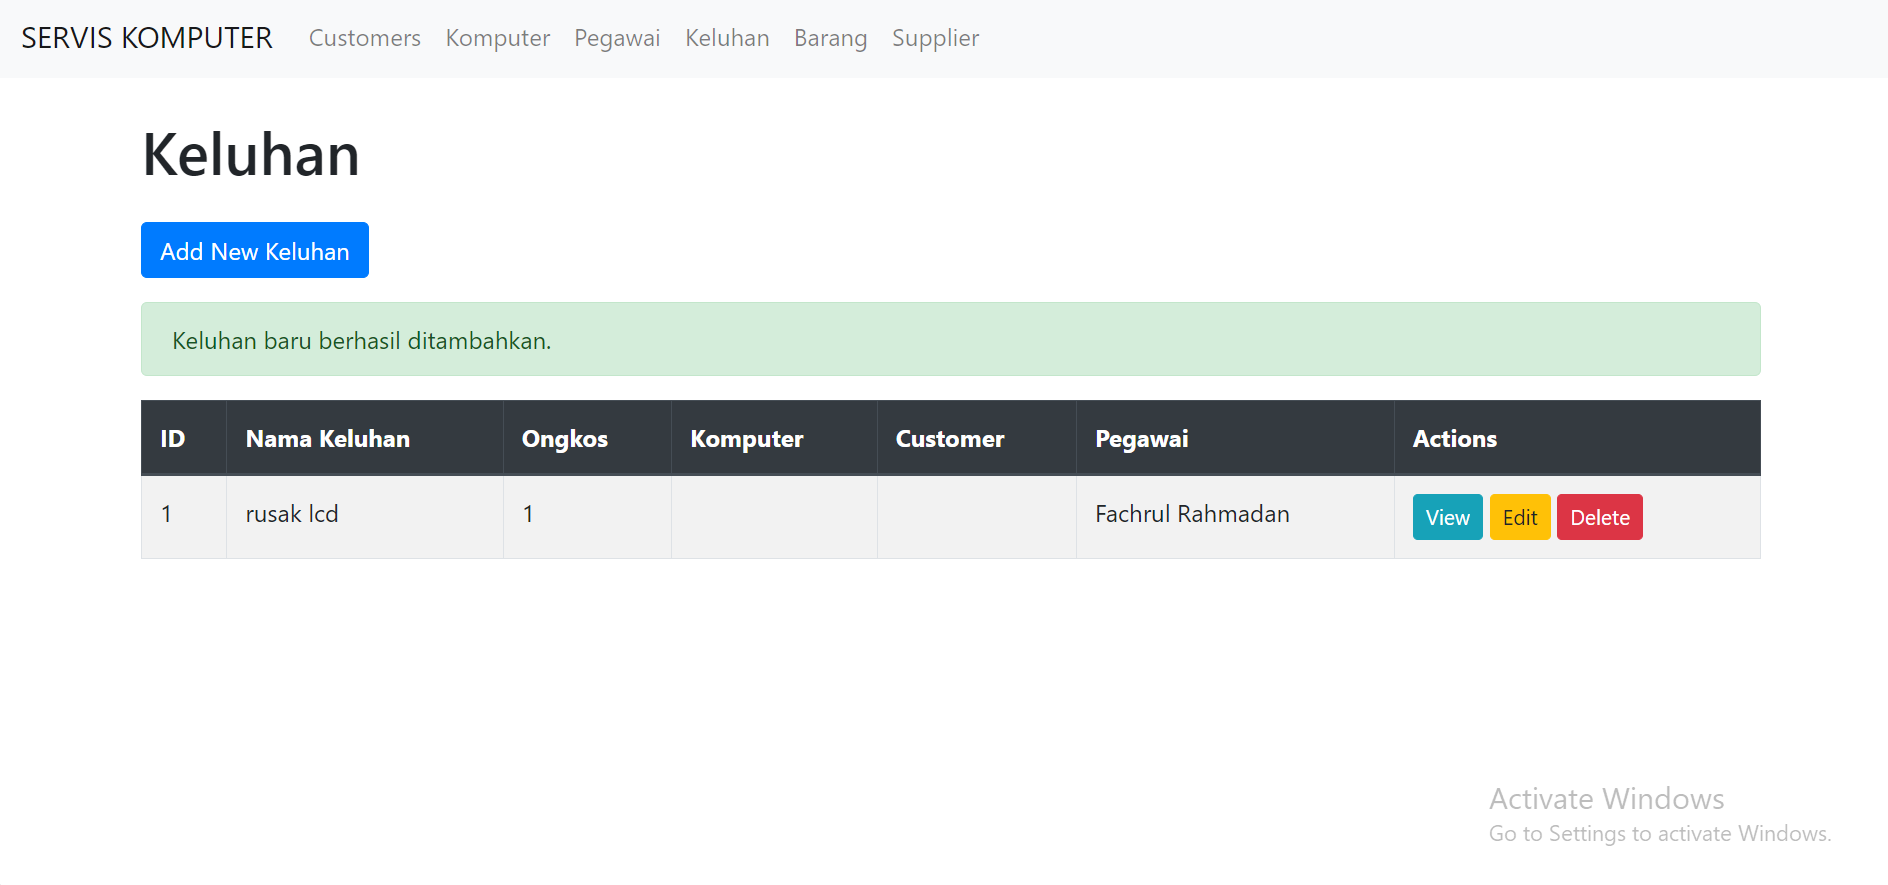 SERVIS KOMPUTER Customers Komputer Pegawai Keluhan Barang Supplier
Keluhan
Add New Keluhan
Keluhan baru berhasil ditambahkan.
ID Nama Keluhan Ongkos Komputer Customer Pegawai Actions
1 rusak lcd 1 Fachrul Rahmadan View Edit Delete
Activate Windows
Go to Settings to activate Windows.